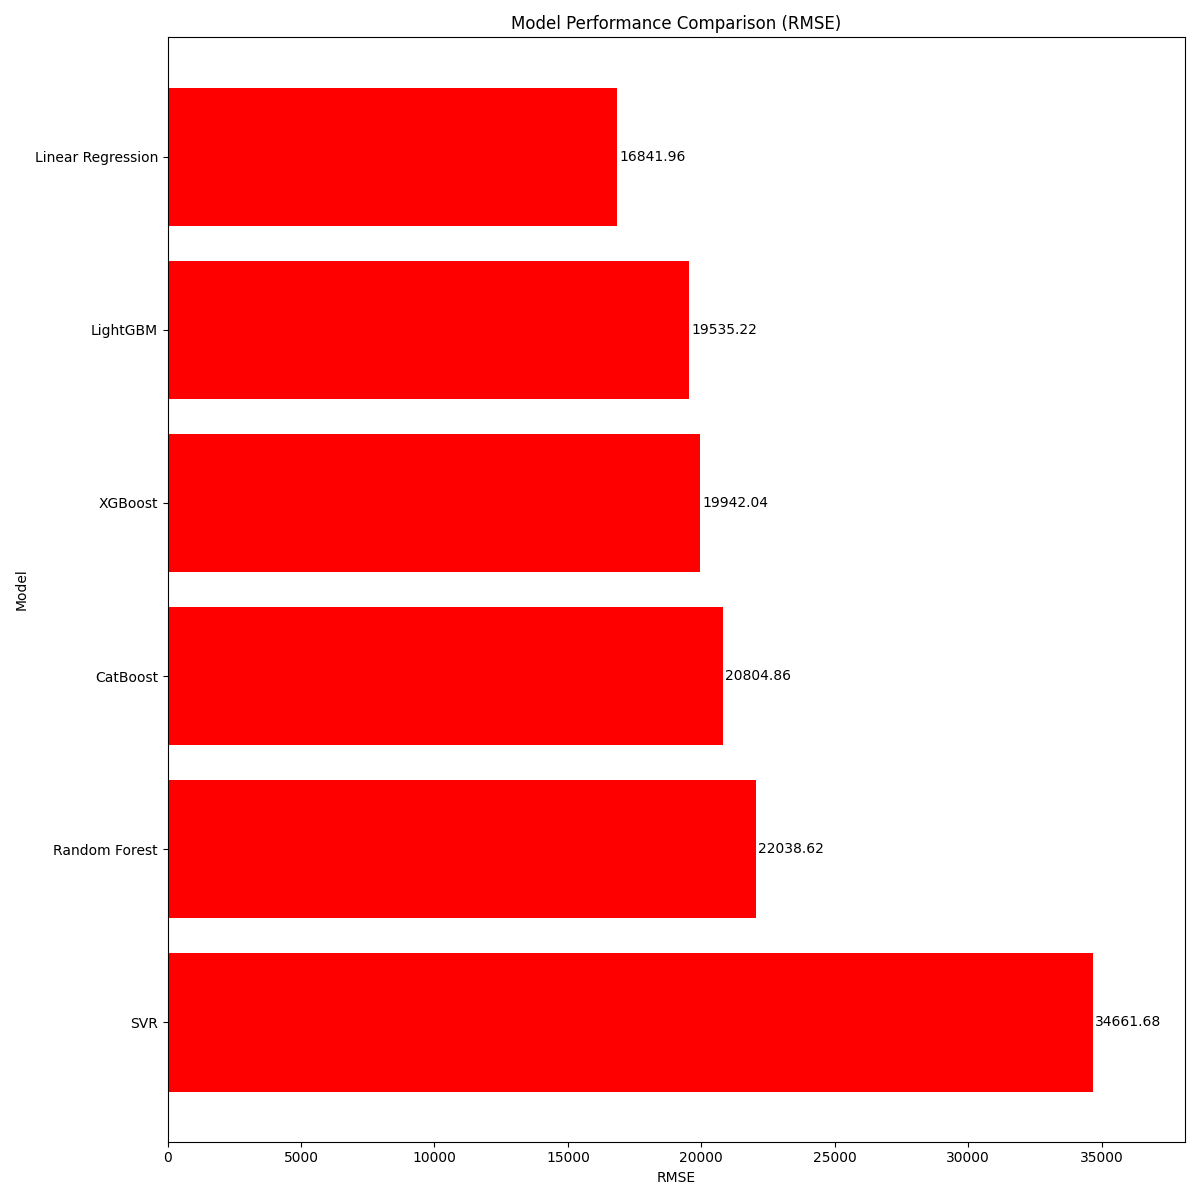 Model Performance Comparison (RMSE)
Linear Regression
16841.96
LightGBM
19535.22
XGBoost
19942.04
Model
CatBoost
20804.86
Random Forest
22038.62
SVR
34661.68
0 5000 10000 15000 20000 25000 30000 35000
RMSE